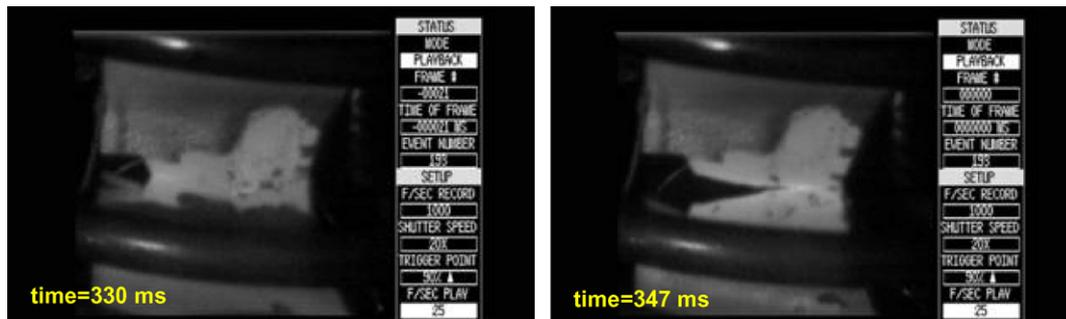 STATUS
MODE
PLAYBACK
FRAME #
-00021
TIME OF FRAME
-000021 MS
EVENT NUMBER
193
SETUP
F/SEC RECORD
1000
SHUTTER SPEED
20X
TRIGGER POINT
90%
F/SEC PLAY
25
time=330 ms
STATUS
MODE
PLAYBACK
FRAME #
000000
TIME OF FRAME
0000000 MS
EVENT NUMBER
193
SETUP
F/SEC RECORD
1000
SHUTTER SPEED
20X
TRIGGER POINT
90%
F/SEC PLAY
25
time=347 ms